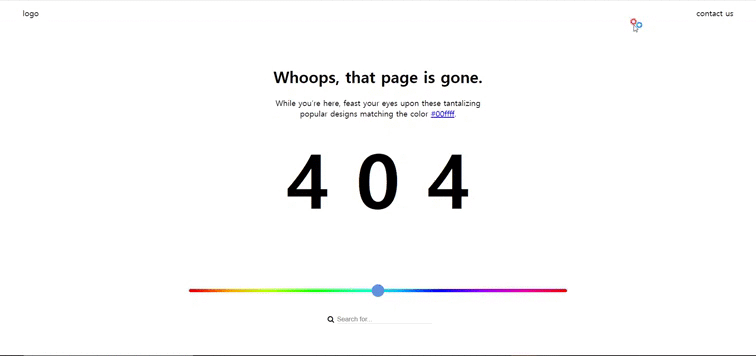 logo
contact us
Whoops, that page is gone.
While you're here, feast your eyes upon these tantalizing
popular designs matching the color #00ffff.
4 0 4
Search for...